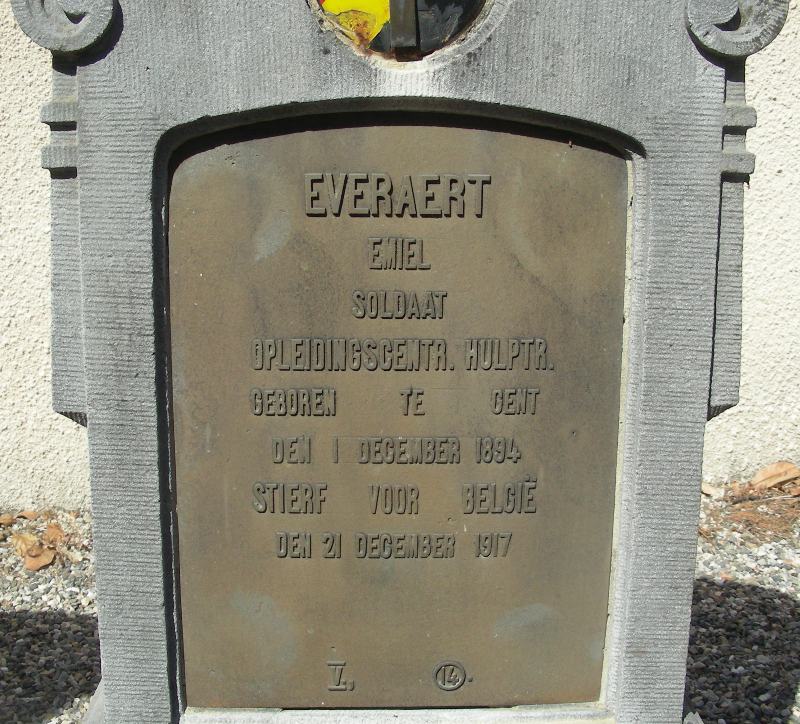 EVERAERT
EMIEL
SOLDAAT
OPLEIDINGSCENTR. HULPTR.
GEBOREN TE GENT
DEN 1 DECEMBER 1894
STIERF VOOR BELGIË
DEN 21 DECEMBER 1917
V, 14.